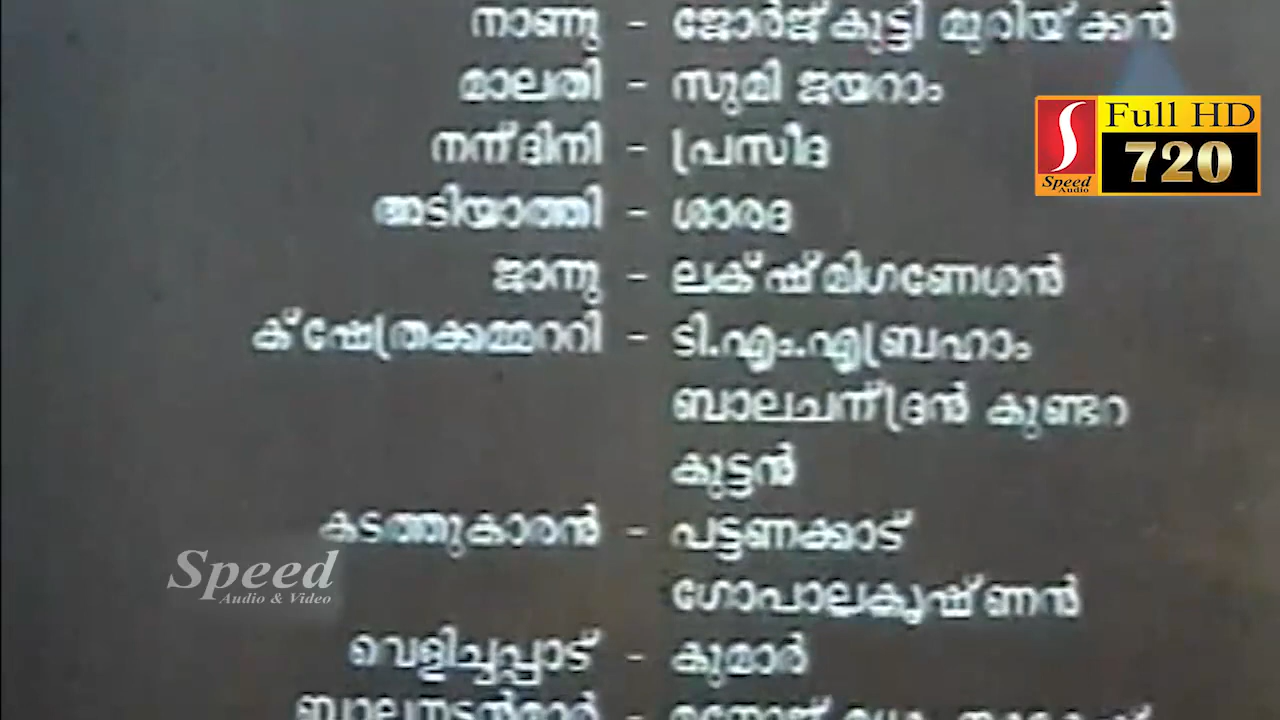 നാണു - ജോർജ്കുട്ടി മുരിയ്ക്കൻ
മാലതി - സുമി ജയറാം
Full HD
720
Speed
Audio
നന്ദിനി - പ്രസീദ
അടിയാത്തി - ശാരദ
ജാനു - ലക്ഷ്മിഗണേശൻ
ക്ഷേത്രക്കമ്മററി - ടി.എം.എബ്രഹാം
ബാലചന്ദ്രൻ കുണ്ടറ
കുട്ടൻ
കടത്തുകാരൻ - പട്ടണക്കാട്
Speed
Audio & Video
ഗോപാലകൃഷ്ണൻ
വെളിച്ചപ്പാട് - കുമാർ
ബാലനടൻമാർ -